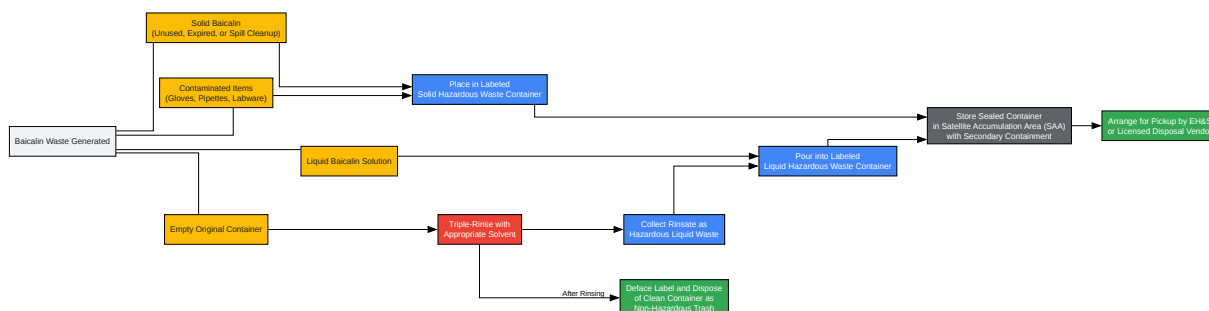 Solid Baicalin
(Unused, Expired, or Spill Cleanup)
Contaminated Items
(Gloves, Pipettes, Labware)
Place in Labeled
Solid Hazardous Waste Container
Store Sealed Container
in Satellite Accumulation Area (SAA)
with Secondary Containment
Arrange for Pickup by EH&S
or Licensed Disposal Vendo
Baicalin Waste Generated
Liquid Baicalin Solution
Pour into Labeled
Liquid Hazardous Waste Container
Empty Original Container
Triple-Rinse with
Appropriate Solvent
Collect Rinsate as
Hazardous Liquid Waste
After Rinsing
Deface Label and Dispose
of Clean Container as
Non-Hazardous Trash